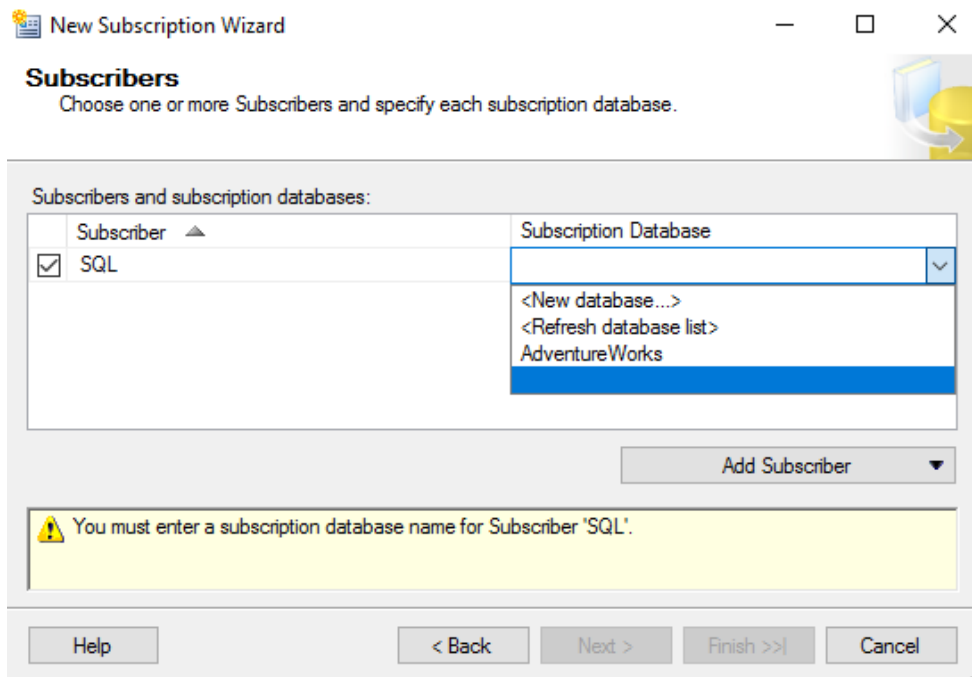 New Subscription Wizard
Subscribers
Choose one or more Subscribers and specify each subscription database.
Subscribers and subscription databases:
Subscriber Subscription Database
SQL
<New database...>
<Refresh database list>
AdventureWorks
Add Subscriber
You must enter a subscription database name for Subscriber 'SQL'.
Help < Back Next > Finish >>| Cancel